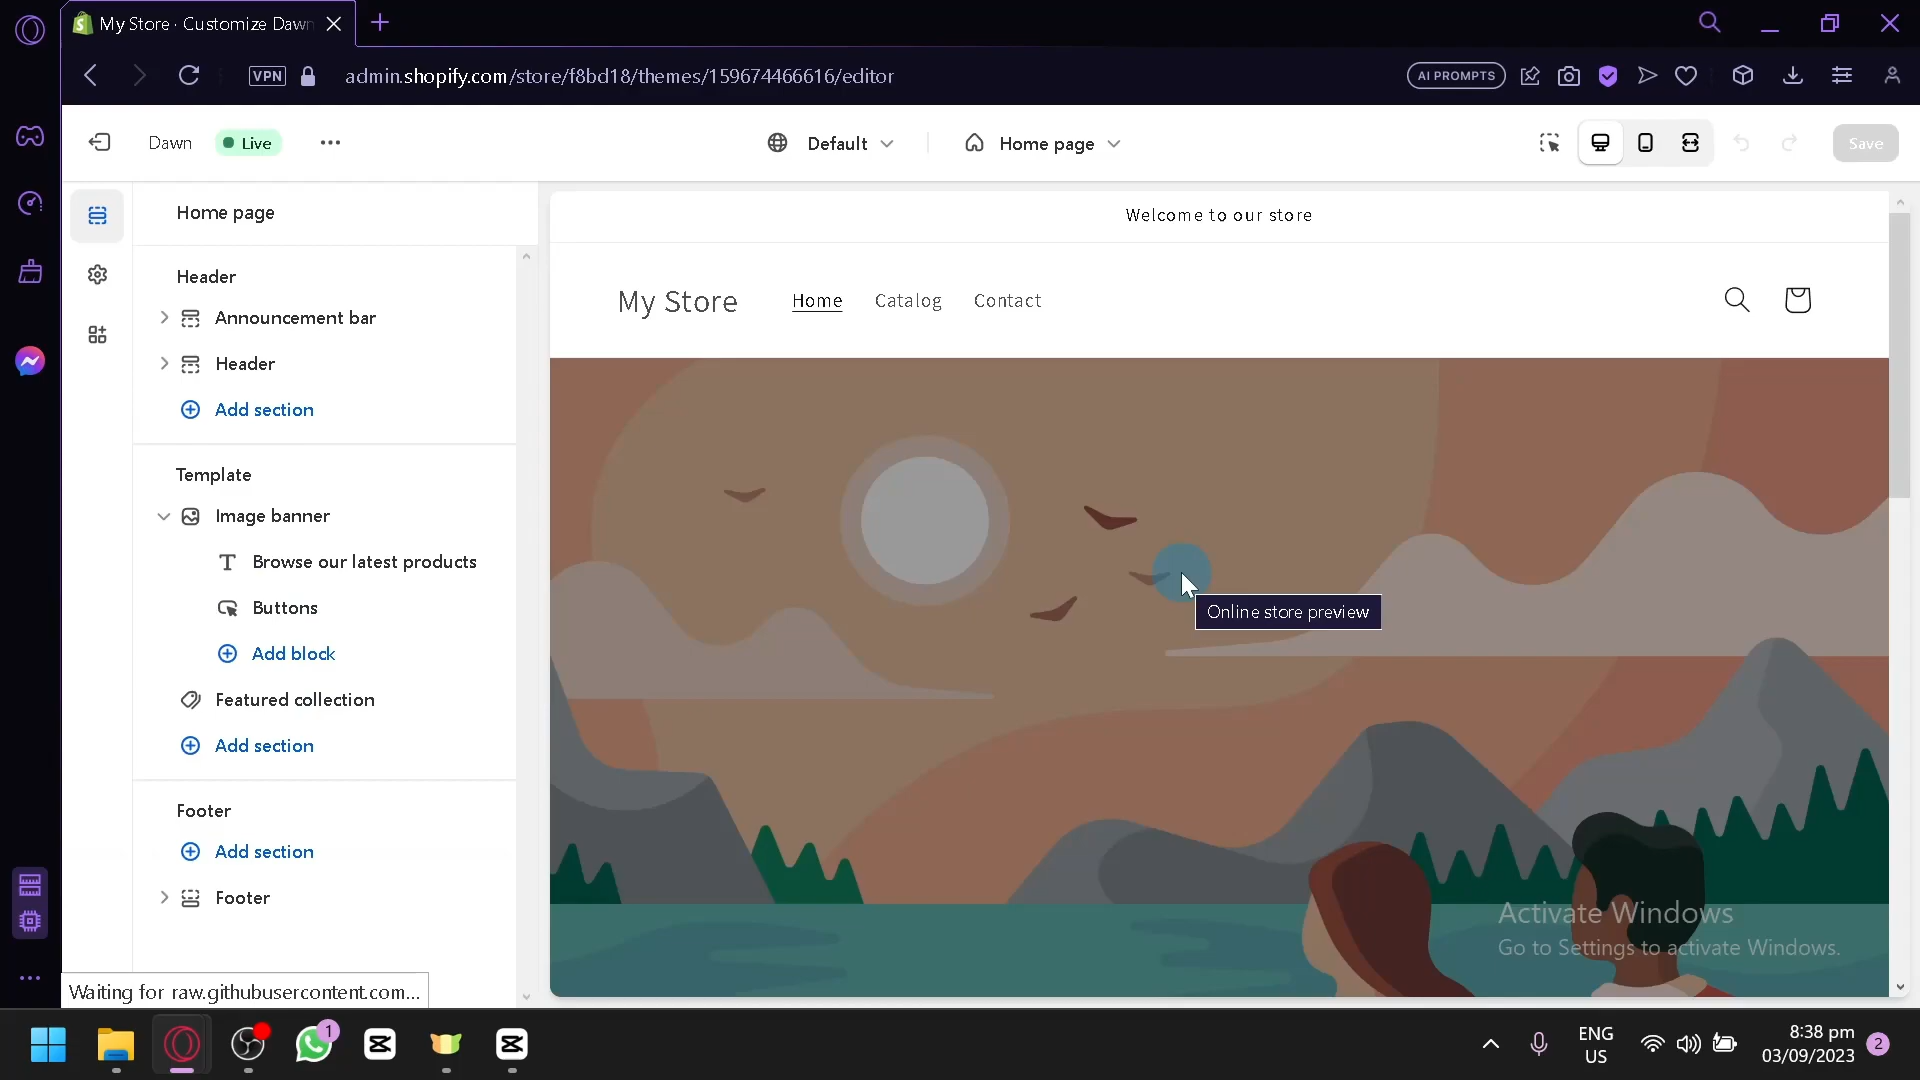 My Store · Customize Dawn
VPN
admin.shopify.com/store/f8bd18/themes/159674466616/editor
AI PROMPTS
Dawn
Live
Default
Home page
Save
Home page
Header
Announcement bar
Header
Add section
Template
Image banner
Browse our latest products
Buttons
Add block
Featured collection
Add section
Footer
Add section
Footer
Waiting for raw.githubusercontent.com...
Welcome to our store
My Store
Home
Catalog
Contact
Online store preview
Activate Windows
Go to Settings to activate Windows.
1
ENG
US
8:38 pm
03/09/2023
2